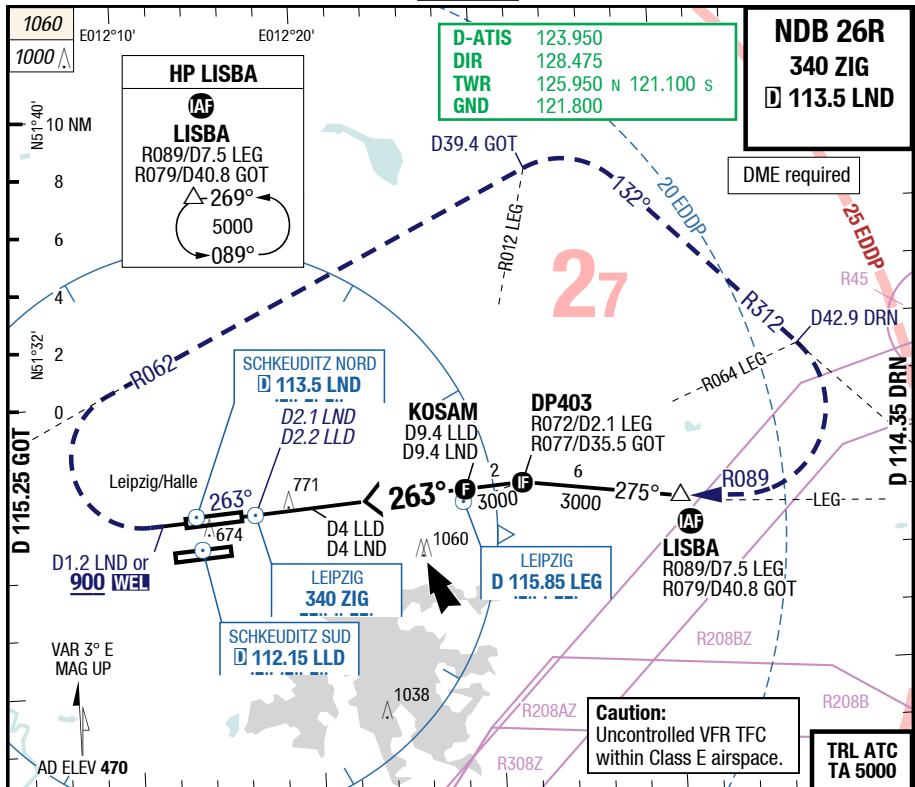 1060
1000
E012°10'
E012°20'
N51°40'
10 NM
8
6
4
N51°32'
2
0
HP LISBA
IAF
LISBA
R089/D7.5 LEG
R079/D40.8 GOT
269°
5000
089°
D-ATIS 123.950
DIR 128.475
TWR 125.950 N 121.100 S
GND 121.800
NDB 26R
340 ZIG
D 113.5 LND
DME required
D39.4 GOT
R012 LEG
132°
20 EDDP
25 EDDP
27
R45
R312
D42.9 DRN
R064 LEG
D 114.35 DRN
R062
SCHKEUDITZ NORD
D 113.5 LND
D2.1 LND
D2.2 LLD
KOSAM
D9.4 LLD
D9.4 LND
DP403
R072/D2.1 LEG
R077/D35.5 GOT
D 115.25 GOT
Leipzig/Halle
263°
771
263°
F
2
3000
IF
6
3000
275°
R089
LEG
674
D4 LLD
D4 LND
1060
IAF
LISBA
R089/D7.5 LEG
R079/D40.8 GOT
D1.2 LND or
900 WEL
LEIPZIG
340 ZIG
LEIPZIG
D 115.85 LEG
SCHKEUDITZ SUD
D 112.15 LLD
VAR 3° E
MAG UP
1038
R208BZ
R208AZ
R208B
R308Z
Caution:
Uncontrolled VFR TFC
within Class E airspace.
AD ELEV 470
TRL ATC
TA 5000